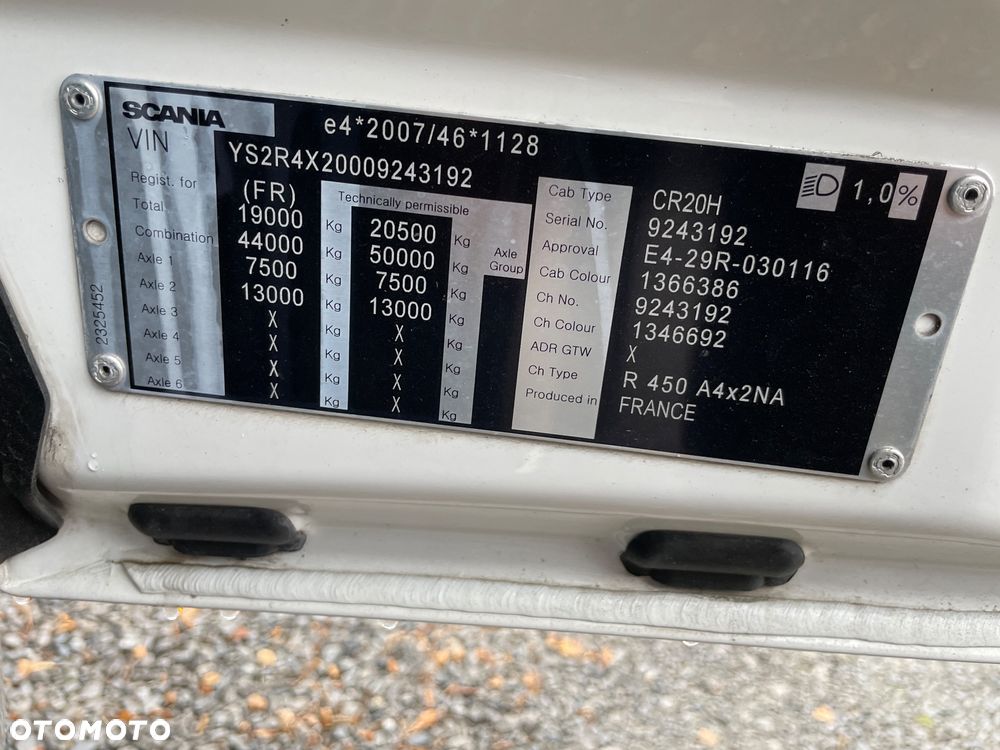 SCANIA
e4*2007/46*1128
VIN
YS2R4X20009243192
1,0%
Regist. for (FR) Technically permissible Cab Type CR20H
Total 19000 Kg 20500 Kg Serial No. 9243192
Combination 44000 Kg 50000 Kg Axle Group Approval E4-29R-030116
Axle 1 7500 Kg 7500 Kg Cab Colour 1366386
Axle 2 13000 Kg 13000 Kg Ch No. 9243192
Axle 3 X Kg X Kg Ch Colour 1346692
Axle 4 X Kg X Kg ADR GTW X
Axle 5 X Kg X Kg Ch Type R 450 A4x2NA
Axle 6 X Kg X Kg Produced in FRANCE
2325452
OTOMOTO